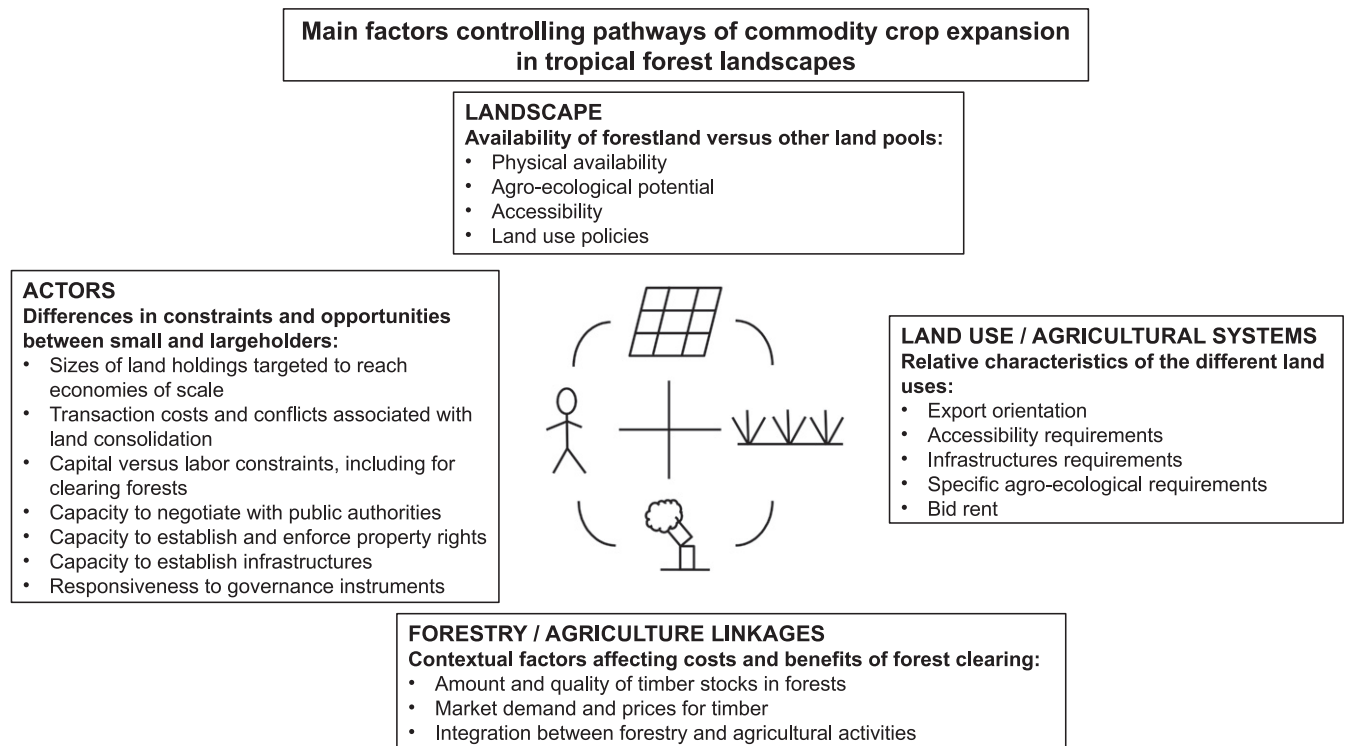 Main factors controlling pathways of commodity crop expansion
in tropical forest landscapes
LANDSCAPE
Availability of forestland versus other land pools:
• Physical availability
• Agro-ecological potential
• Accessibility
• Land use policies
ACTORS
Differences in constraints and opportunities
between small and largeholders:
• Sizes of land holdings targeted to reach
economies of scale
• Transaction costs and conflicts associated with
land consolidation
• Capital versus labor constraints, including for
clearing forests
• Capacity to negotiate with public authorities
• Capacity to establish and enforce property rights
• Capacity to establish infrastructures
• Responsiveness to governance instruments
LAND USE / AGRICULTURAL SYSTEMS
Relative characteristics of the different land
uses:
• Export orientation
• Accessibility requirements
• Infrastructures requirements
• Specific agro-ecological requirements
• Bid rent
FORESTRY / AGRICULTURE LINKAGES
Contextual factors affecting costs and benefits of forest clearing:
• Amount and quality of timber stocks in forests
• Market demand and prices for timber
• Integration between forestry and agricultural activities